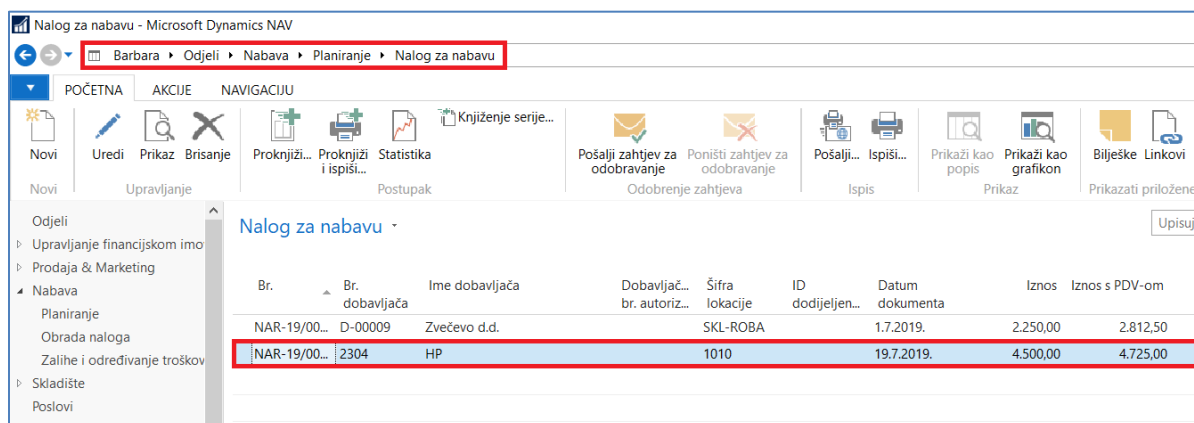 Nalog za nabavu - Microsoft Dynamics NAV
Barbara ▸ Odjeli ▸ Nabava ▸ Planiranje ▸ Nalog za nabavu
POČETNA AKCIJE NAVIGACIJU
Novi
Uredi Prikaz Brisanje
Proknjiži... Proknjiži i ispiši... Statistika
Knjiženje serije...
Pošalji zahtjev za odobravanje
Poništi zahtjev za odobravanje
Pošalji... Ispiši...
Prikaži kao popis
Prikaži kao grafikon
Bilješke Linkovi
Novi Upravljanje Postupak Odobrenje zahtjeva Ispis Prikaz Prikazati priložene
Odjeli
Upravljanje financijskom imo
Prodaja & Marketing
Nabava
Planiranje
Obrada naloga
Zalihe i određivanje troškov
Skladište
Poslovi
Nalog za nabavu
Upisuj
Br. Br. dobavljača Ime dobavljača Dobavljač... br. autoriz... Šifra lokacije ID dodijeljen... Datum dokumenta Iznos Iznos s PDV-om
NAR-19/00... D-00009 Zvečevo d.d. SKL-ROBA 1.7.2019. 2.250,00 2.812,50
NAR-19/00... 2304 HP 1010 19.7.2019. 4.500,00 4.725,00